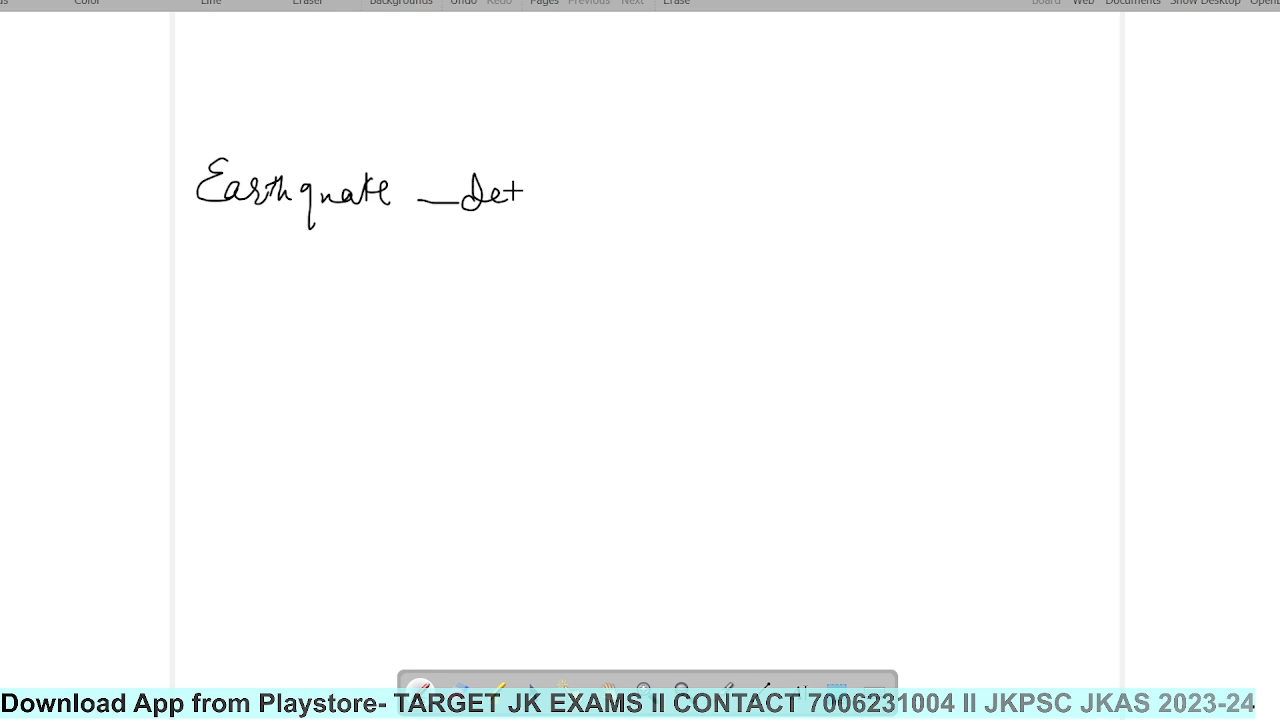 Color Line Eraser Backgrounds Undo Redo Pages Previous Next Erase Board Web Documents Show Desktop
Earthquake _det
Download App from Playstore- TARGET JK EXAMS II CONTACT 7006231004 II JKPSC JKAS 2023-24